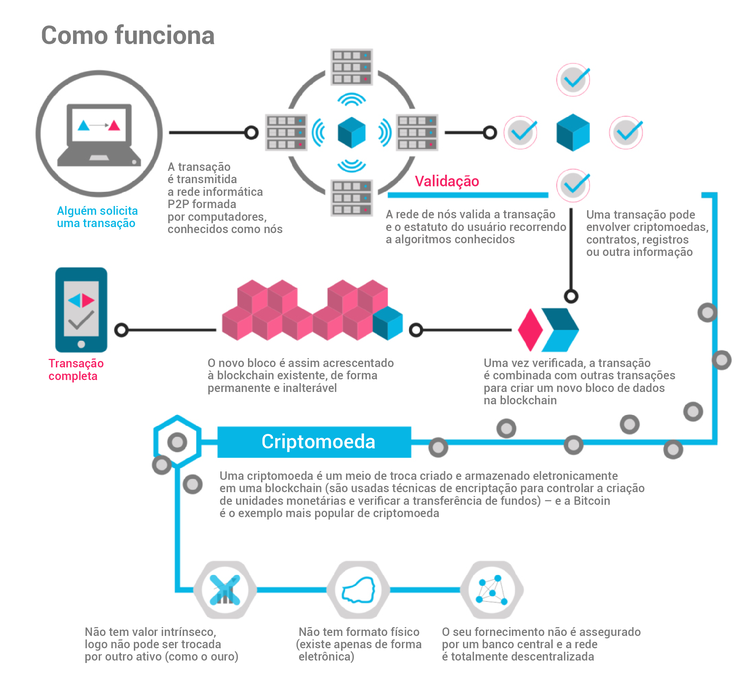 Como funciona
Alguém solicita
uma transação
A transação
é transmitida
a rede informática
P2P formada
por computadores,
conhecidos como nós
Validação
A rede de nós valida a transação
e o estatuto do usuário recorrendo
a algoritmos conhecidos
Uma transação pode
envolver criptomoedas,
contratos, registros
ou outra informação
Uma vez verificada, a transação
é combinada com outras transações
para criar um novo bloco de dados
na blockchain
O novo bloco é assim acrescentado
à blockchain existente, de forma
permanente e inalterável
Transação
completa
Criptomoeda
Uma criptomoeda é um meio de troca criado e armazenado eletronicamente
em uma blockchain (são usadas técnicas de encriptação para controlar a criação
de unidades monetárias e verificar a transferência de fundos) – e a Bitcoin
é o exemplo mais popular de criptomoeda
Não tem valor intrínseco,
logo não pode ser trocada
por outro ativo (como o ouro)
Não tem formato físico
(existe apenas de forma
eletrônica)
O seu fornecimento não é assegurado
por um banco central e a rede
é totalmente descentralizada